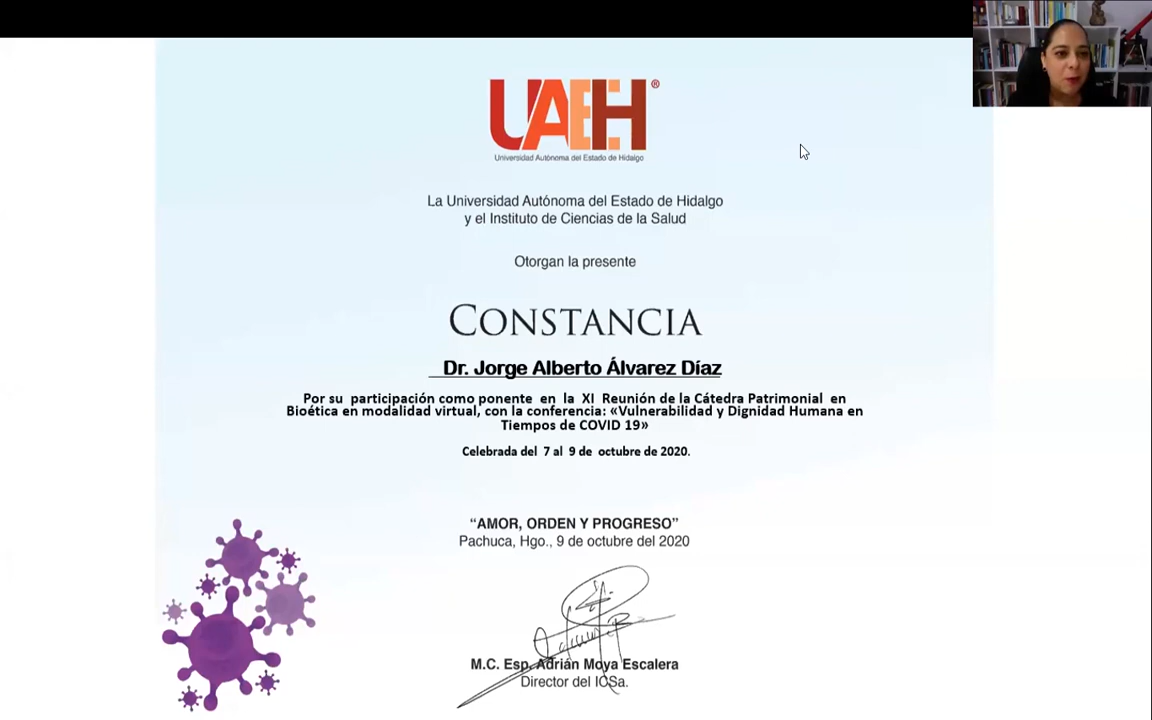 UAEH®
Universidad Autónoma del Estado de Hidalgo
La Universidad Autónoma del Estado de Hidalgo
y el Instituto de Ciencias de la Salud
Otorgan la presente
CONSTANCIA
Dr. Jorge Alberto Álvarez Díaz
Por su participación como ponente en la XI Reunión de la Cátedra Patrimonial en
Bioética en modalidad virtual, con la conferencia: «Vulnerabilidad y Dignidad Humana en
Tiempos de COVID 19»
Celebrada del 7 al 9 de octubre de 2020.
“AMOR, ORDEN Y PROGRESO”
Pachuca, Hgo., 9 de octubre del 2020
M.C. Esp. Adrián Moya Escalera
Director del ICSa.